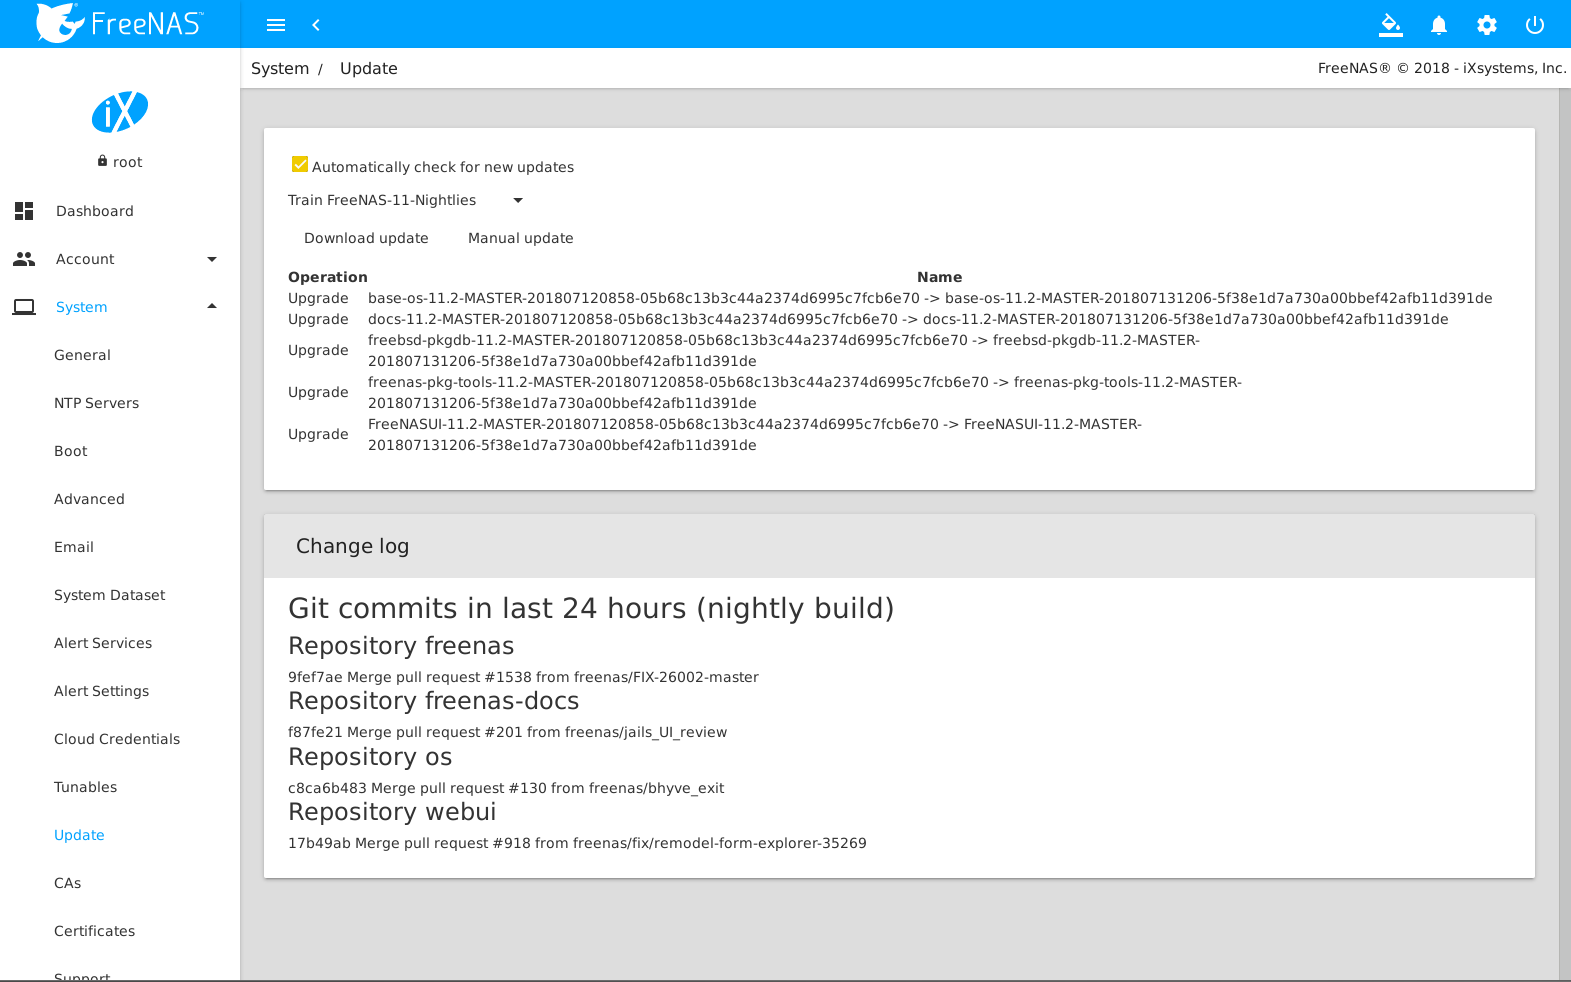 FreeNAS™
System / Update
FreeNAS® © 2018 - iXsystems, Inc.
iX
root
Dashboard
Account
System
General
NTP Servers
Boot
Advanced
Email
System Dataset
Alert Services
Alert Settings
Cloud Credentials
Tunables
Update
CAs
Certificates
Support
Automatically check for new updates
Train FreeNAS-11-Nightlies
Download update Manual update
Operation Name
Upgrade base-os-11.2-MASTER-201807120858-05b68c13b3c44a2374d6995c7fcb6e70 -> base-os-11.2-MASTER-201807131206-5f38e1d7a730a00bbef42afb11d391de
Upgrade docs-11.2-MASTER-201807120858-05b68c13b3c44a2374d6995c7fcb6e70 -> docs-11.2-MASTER-201807131206-5f38e1d7a730a00bbef42afb11d391de
Upgrade freebsd-pkgdb-11.2-MASTER-201807120858-05b68c13b3c44a2374d6995c7fcb6e70 -> freebsd-pkgdb-11.2-MASTER-
201807131206-5f38e1d7a730a00bbef42afb11d391de
Upgrade freenas-pkg-tools-11.2-MASTER-201807120858-05b68c13b3c44a2374d6995c7fcb6e70 -> freenas-pkg-tools-11.2-MASTER-
201807131206-5f38e1d7a730a00bbef42afb11d391de
Upgrade FreeNASUI-11.2-MASTER-201807120858-05b68c13b3c44a2374d6995c7fcb6e70 -> FreeNASUI-11.2-MASTER-
201807131206-5f38e1d7a730a00bbef42afb11d391de
Change log
Git commits in last 24 hours (nightly build)
Repository freenas
9fef7ae Merge pull request #1538 from freenas/FIX-26002-master
Repository freenas-docs
f87fe21 Merge pull request #201 from freenas/jails_UI_review
Repository os
c8ca6b483 Merge pull request #130 from freenas/bhyve_exit
Repository webui
17b49ab Merge pull request #918 from freenas/fix/remodel-form-explorer-35269